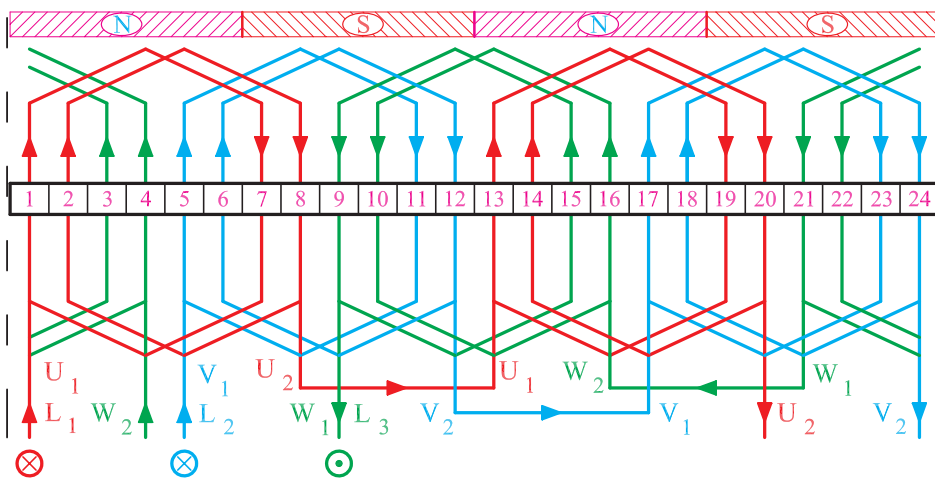 N S N S
1 2 3 4 5 6 7 8 9 10 11 12 13 14 15 16 17 18 19 20 21 22 23 24
U1 V1 U2 U1 W2 W1
L1 W2 L2 W1 L3 V2 V1 U2 V2